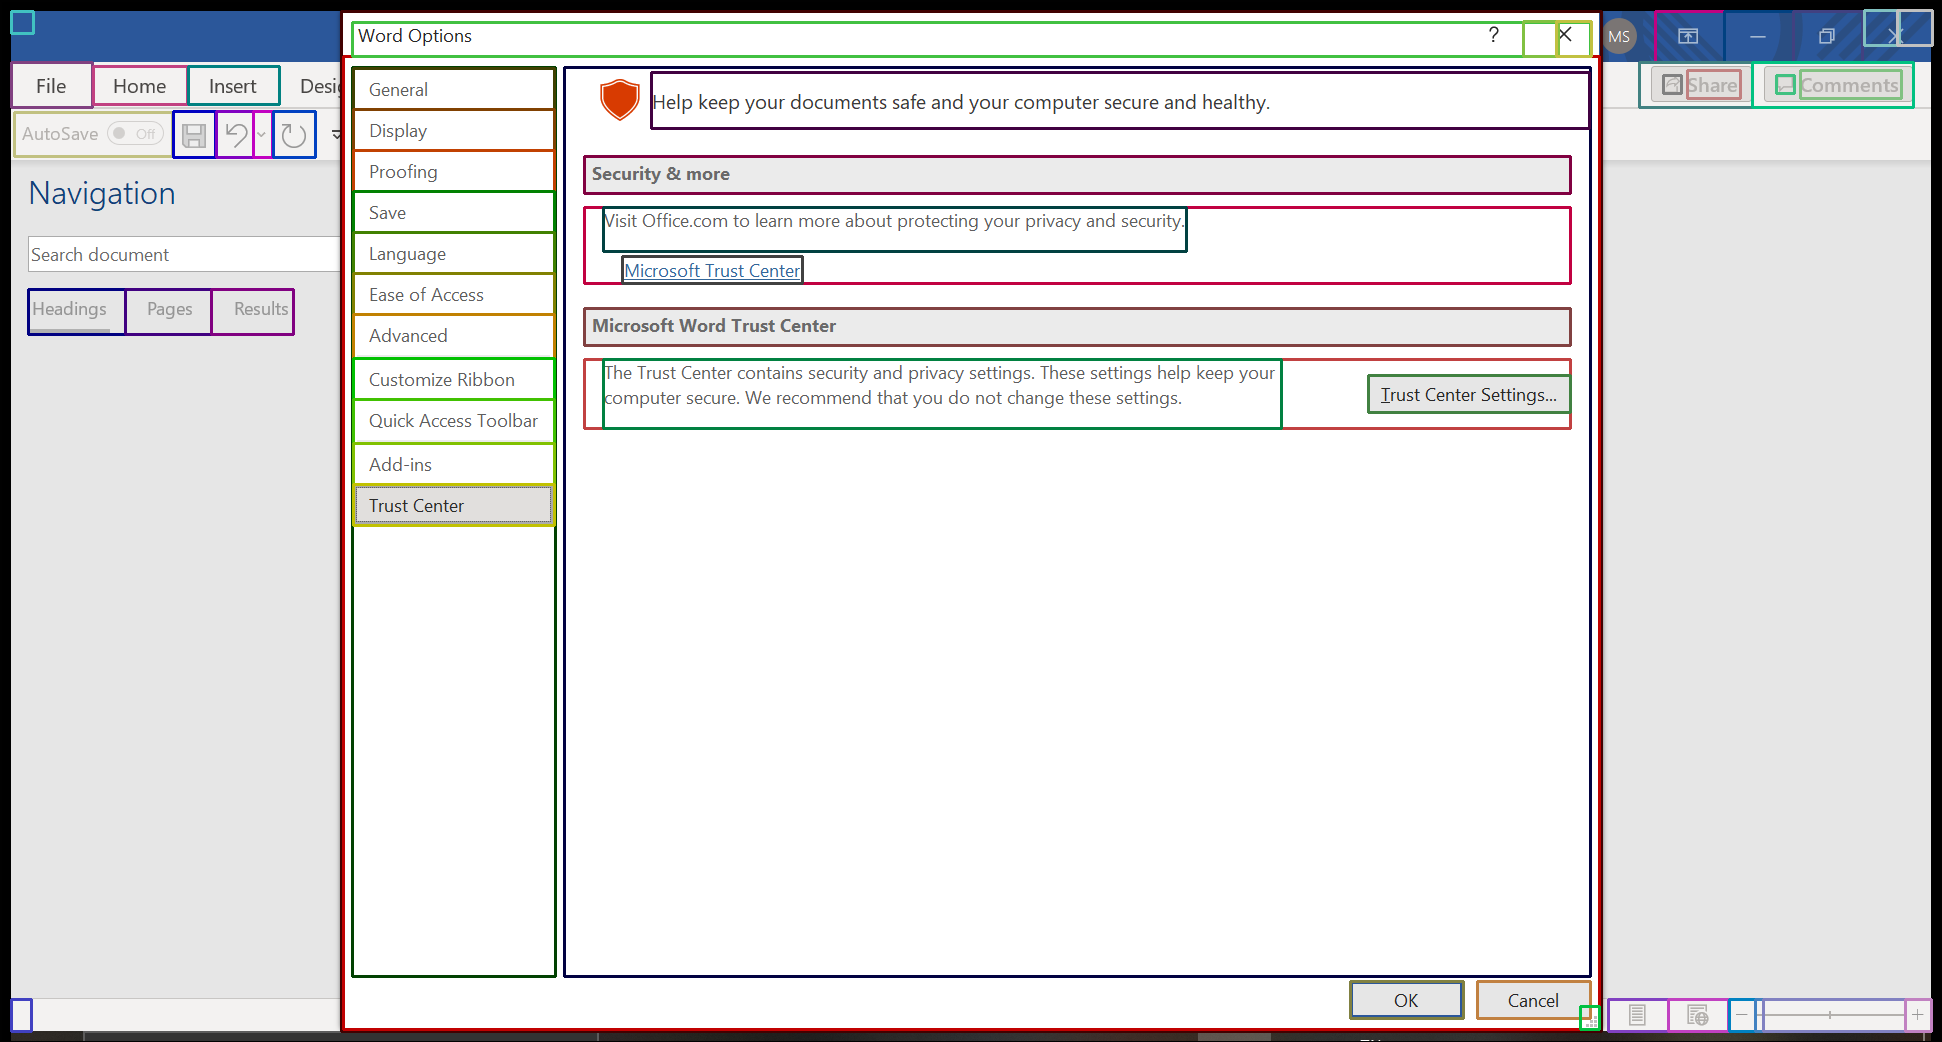 Word Options
?
MS
File
Home
Insert
Share
Comments
AutoSave
Off
Navigation
Search document
Headings
Pages
Results
General
Display
Proofing
Save
Language
Ease of Access
Advanced
Customize Ribbon
Quick Access Toolbar
Add-ins
Trust Center
Help keep your documents safe and your computer secure and healthy.
Security & more
Visit Office.com to learn more about protecting your privacy and security.
Microsoft Trust Center
Microsoft Word Trust Center
The Trust Center contains security and privacy settings. These settings help keep your
computer secure. We recommend that you do not change these settings.
Trust Center Settings...
OK
Cancel